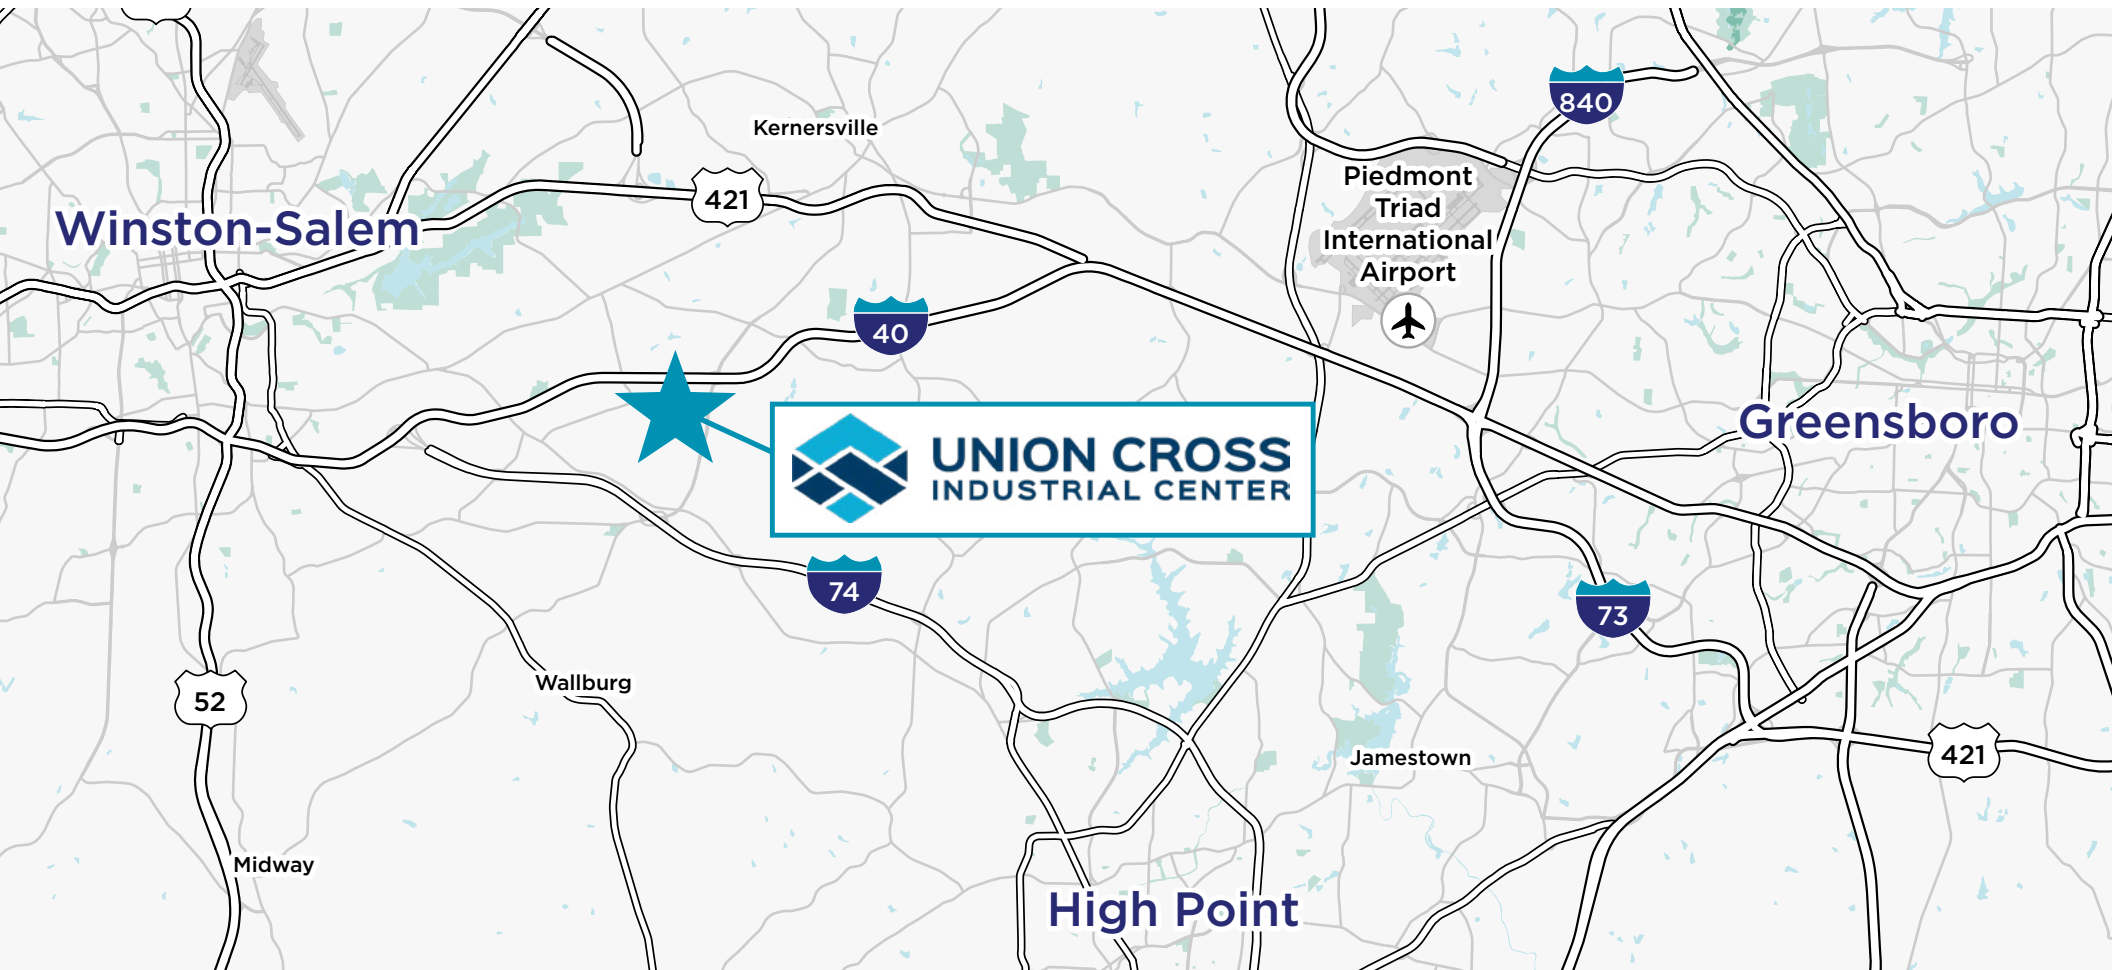 840
Kernersville
Piedmont
Triad
International
Airport
421
Winston-Salem
40
Greensboro
UNION CROSS
INDUSTRIAL CENTER
74
73
Wallburg
52
Jamestown
421
Midway
High Point